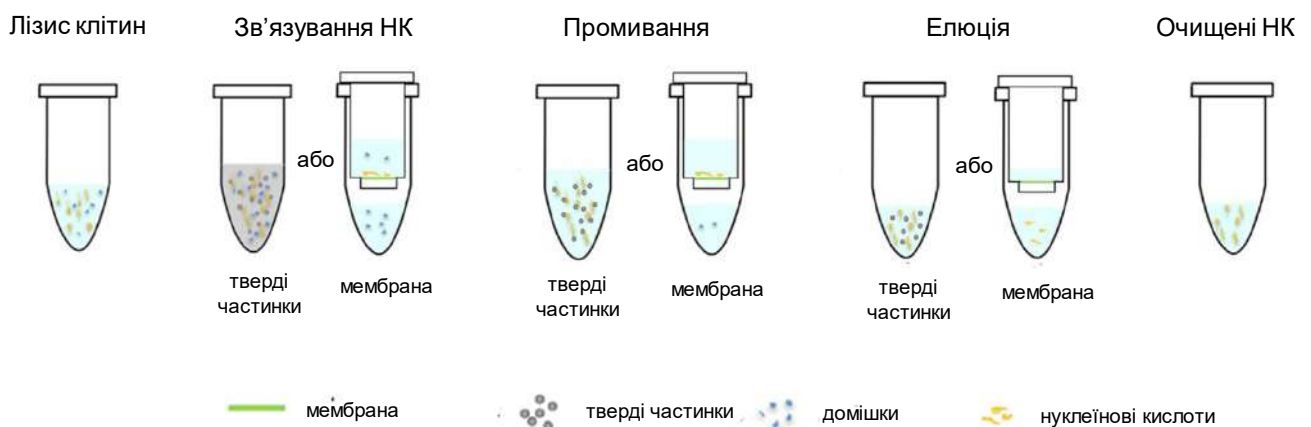 Лізис клітин
Зв’язування НК
Промивання
Елюція
Очищені НК
або
або
або
тверді
частинки
мембрана
тверді
частинки
мембрана
тверді
частинки
мембрана
мембрана
тверді частинки
домішки
нуклеїнові кислоти